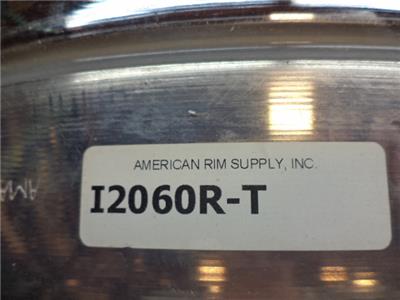 AMERICAN RIM SUPPLY, INC.
I2060R-T